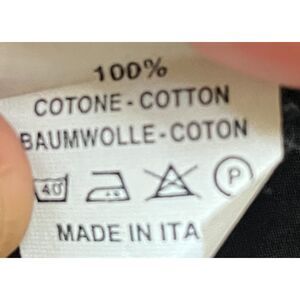 100%
COTONE - COTTON
BAUMWOLLE - COTON
40 P
MADE IN ITA